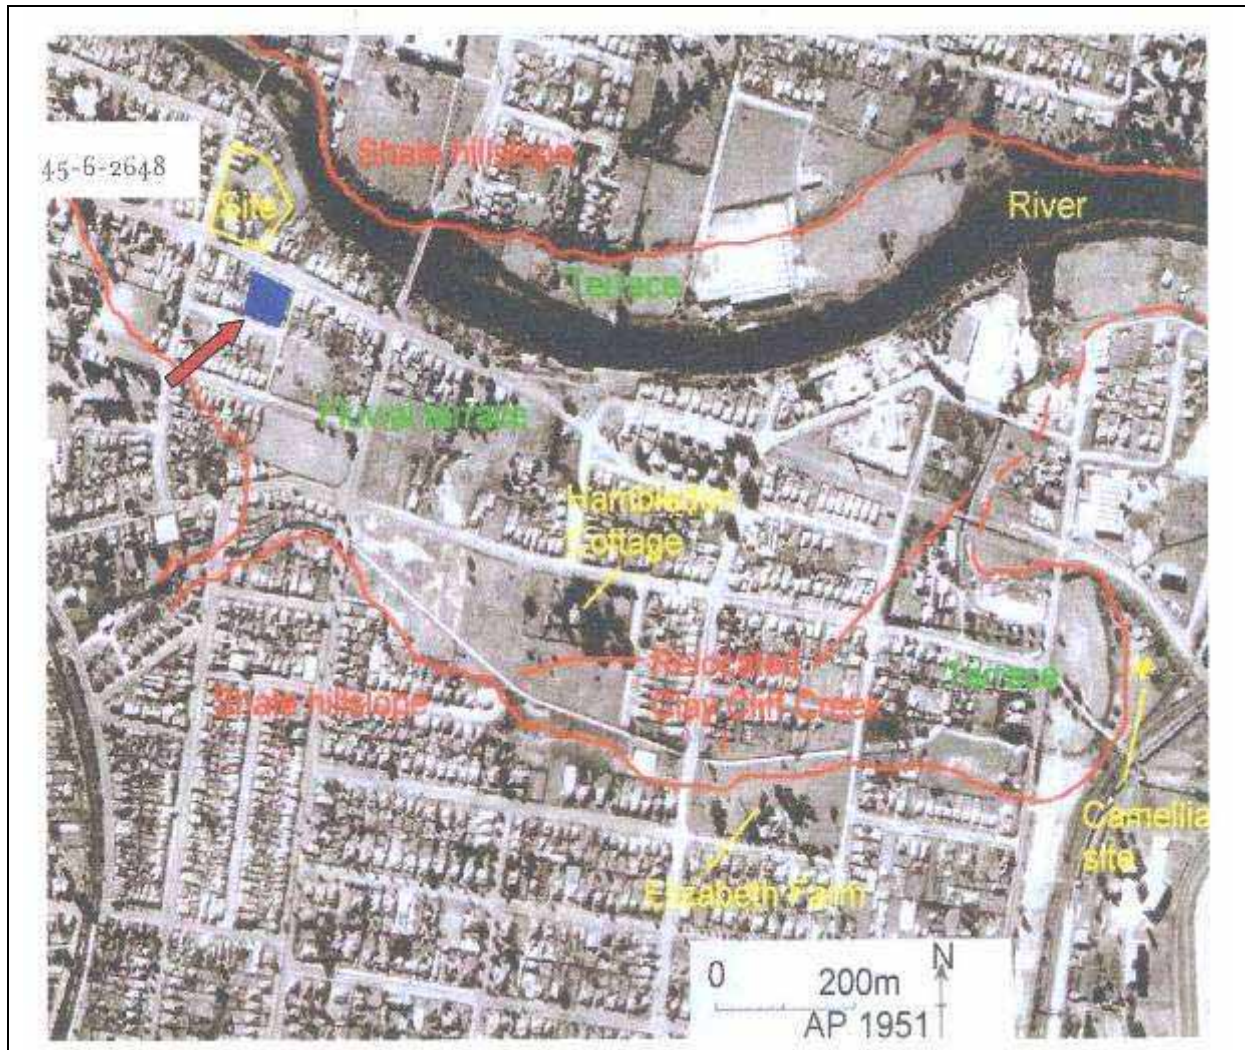 Shale hillslope
45-6-2648
Site
River
Terrace
Fluvial terrace
Hambledon
Cottage
Relocated
Clay Cliff Creek
Terrace
Shale hillslope
Camellia
site
Elizabeth Farm
0 200m
N
AP 1951